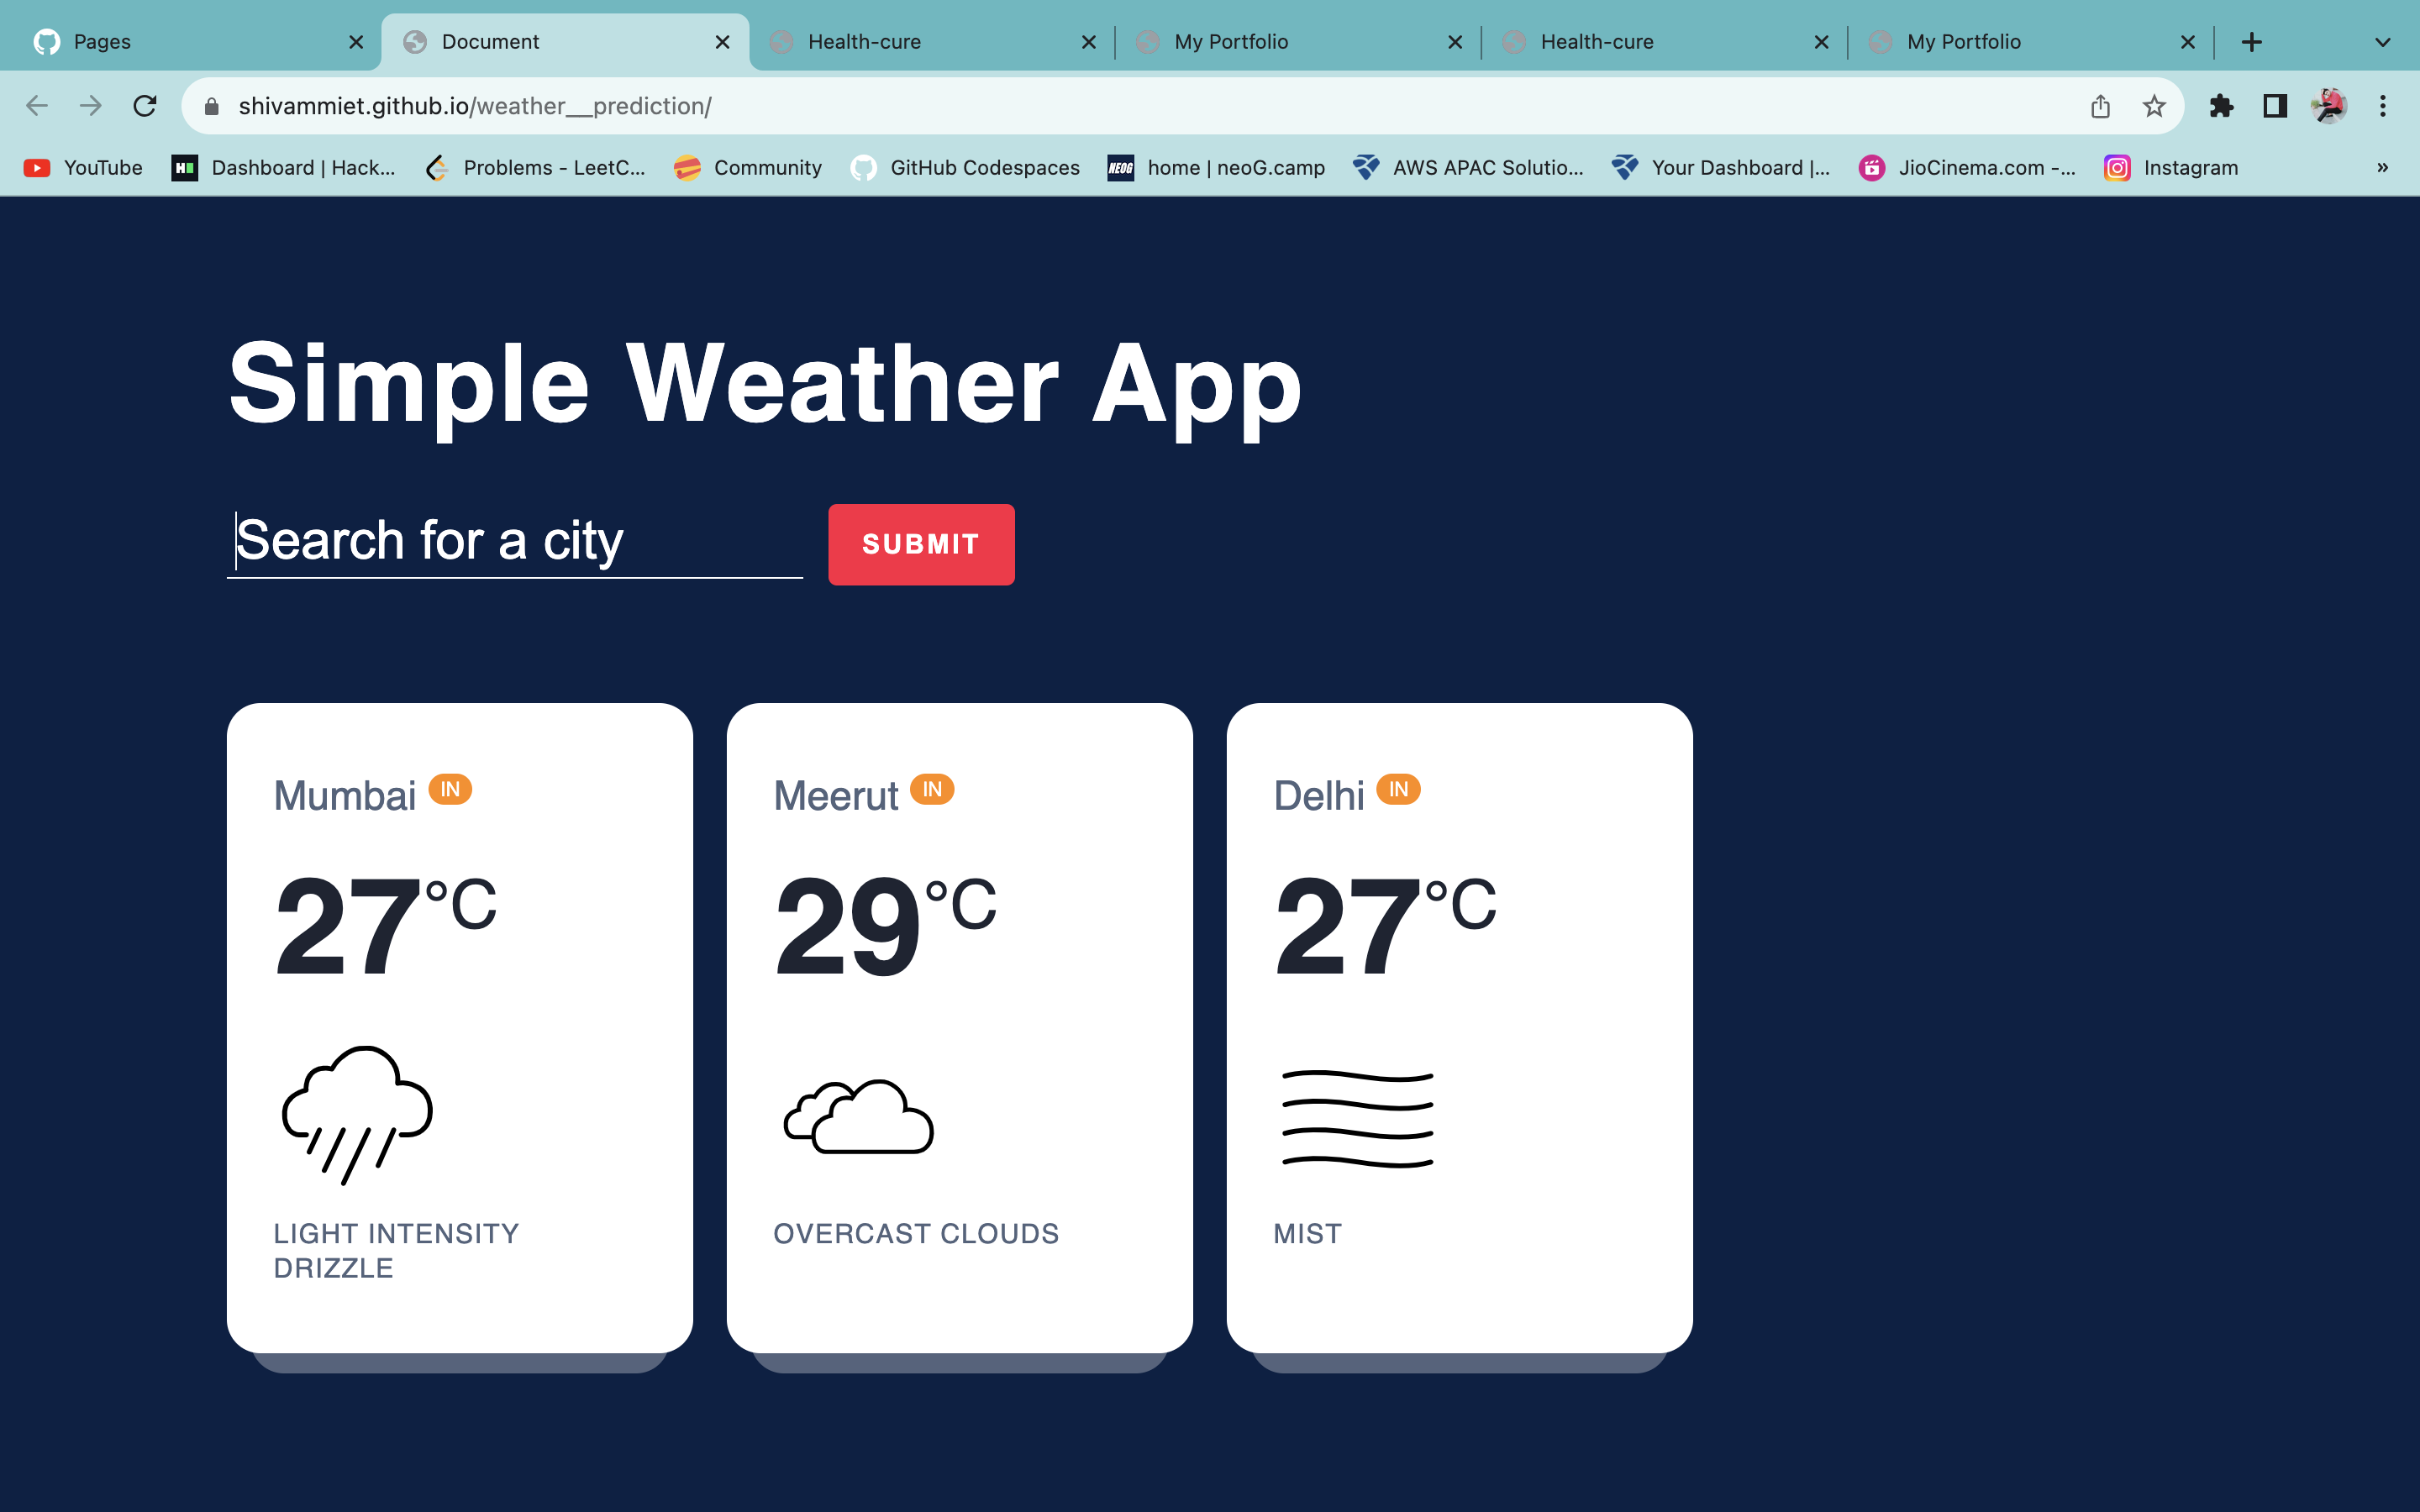 Pages
Document
Health-cure
My Portfolio
Health-cure
My Portfolio
shivammiet.github.io/weather__prediction/
YouTube
Dashboard | Hack...
Problems - LeetC...
Community
GitHub Codespaces
NEOG home | neoG.camp
AWS APAC Solutio...
Your Dashboard |...
JioCinema.com -...
Instagram
»
Simple Weather App
Search for a city
SUBMIT
Mumbai IN
27°C
LIGHT INTENSITY
DRIZZLE
Meerut IN
29°C
OVERCAST CLOUDS
Delhi IN
27°C
MIST